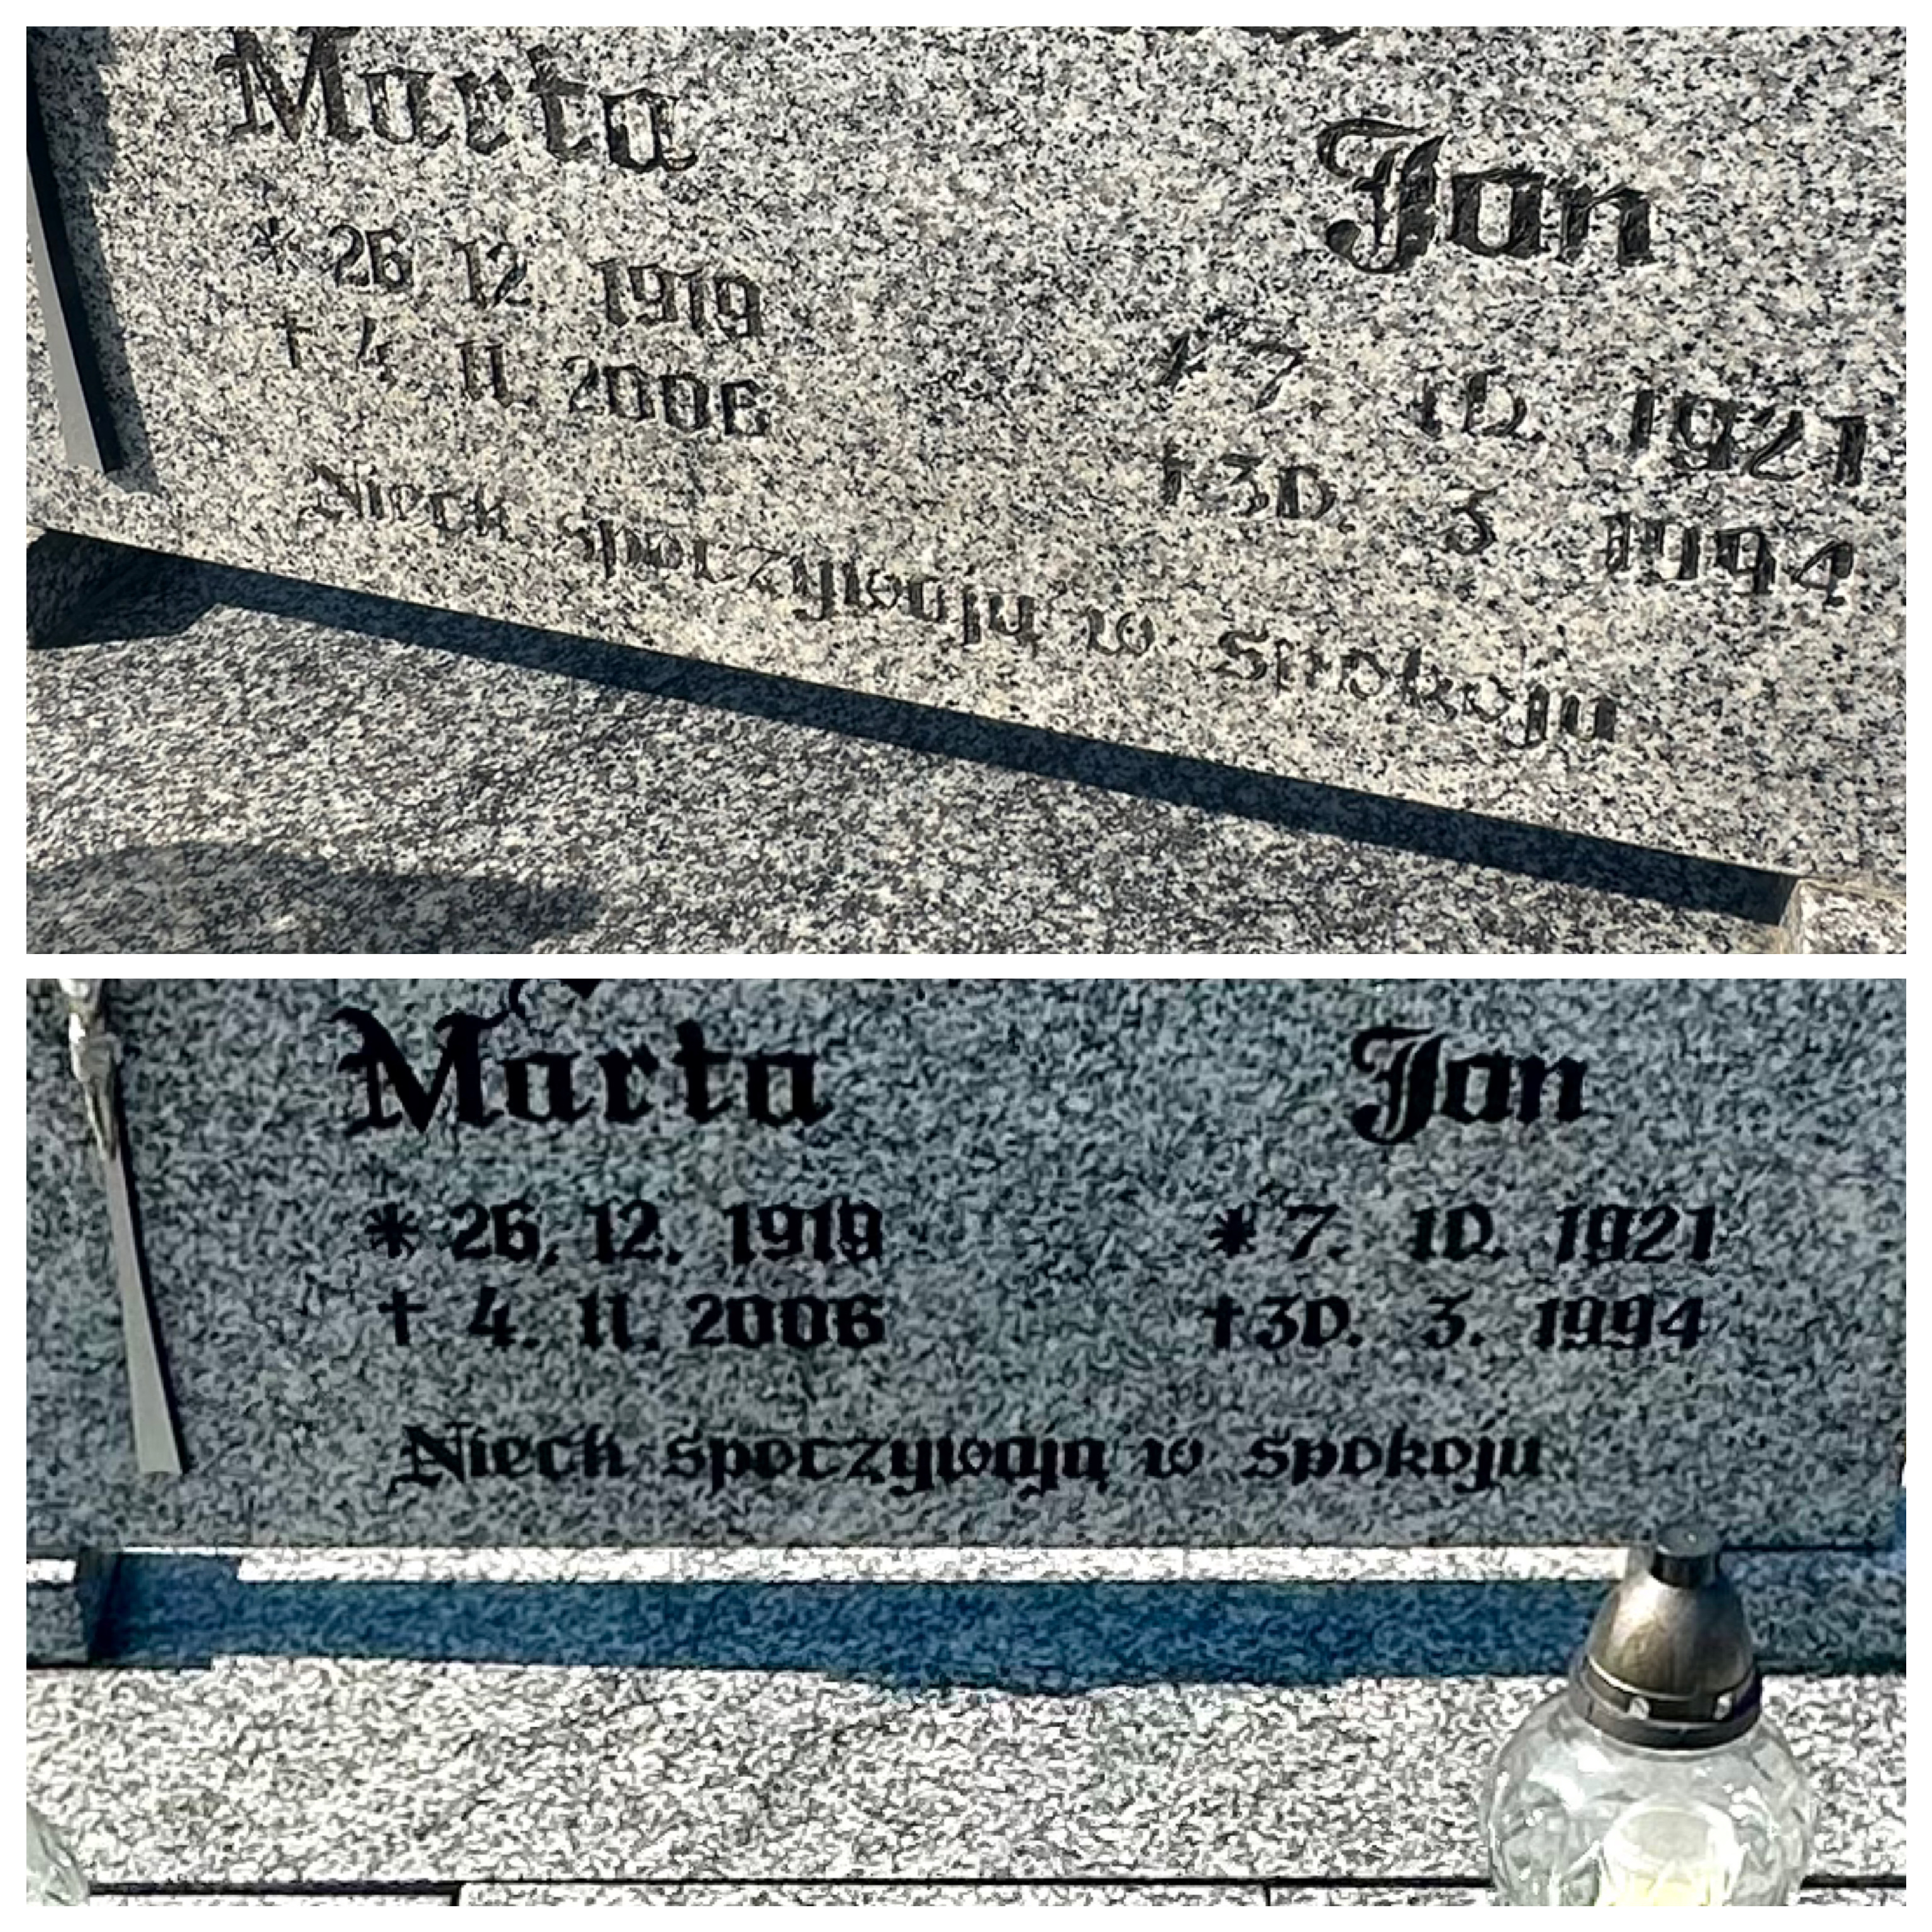 Marta Jan
* 26 12 1919 * 7. 10. 1921
† 4 11 2006 † 30. 3 1994
Niech spoczywają w spokoju
Marta Jan
* 26. 12. 1919 * 7. 10. 1921
† 4. 11. 2006 † 30. 3. 1994
Niech spoczywają w spokoju